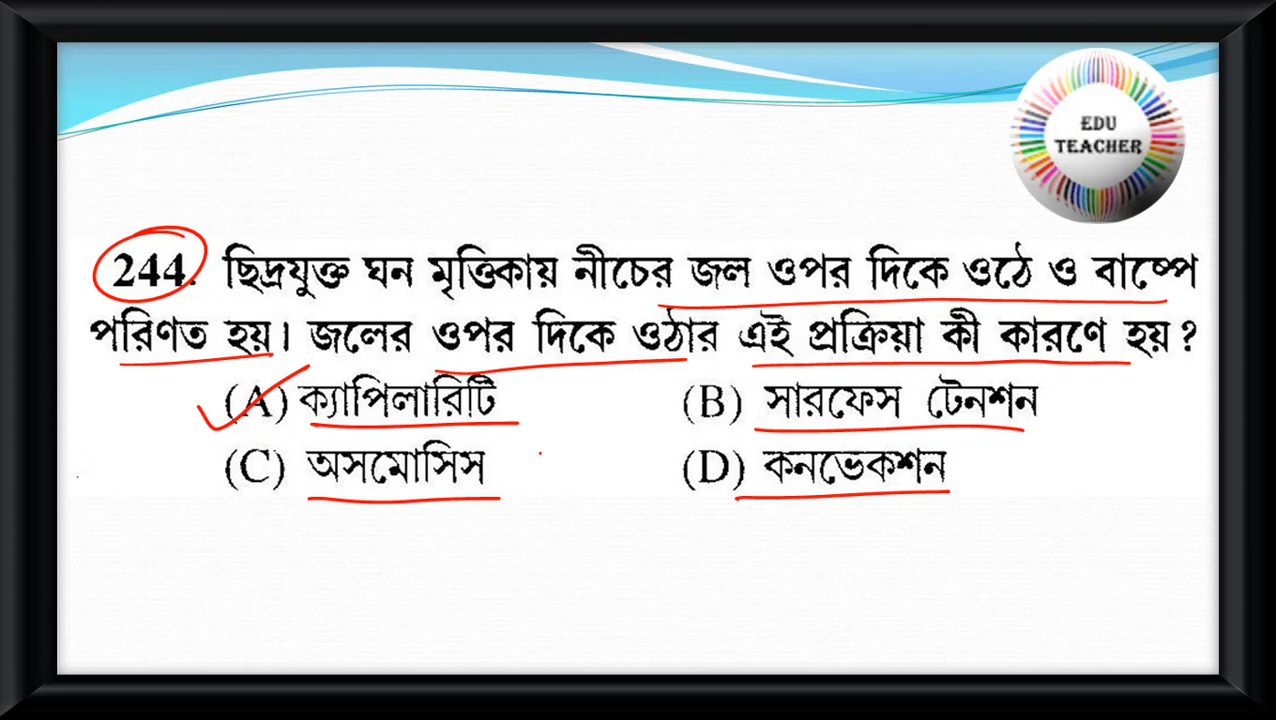 EDU
TEACHER
244. ছিদ্রযুক্ত ঘন মৃত্তিকায় নীচের জল ওপর দিকে ওঠে ও বাষ্পে
পরিণত হয়। জলের ওপর দিকে ওঠার এই প্রক্রিয়া কী কারণে হয়?
(A) ক্যাপিলারিটি (B) সারফেস টেনশন
(C) অসমোসিস (D) কনভেকশন